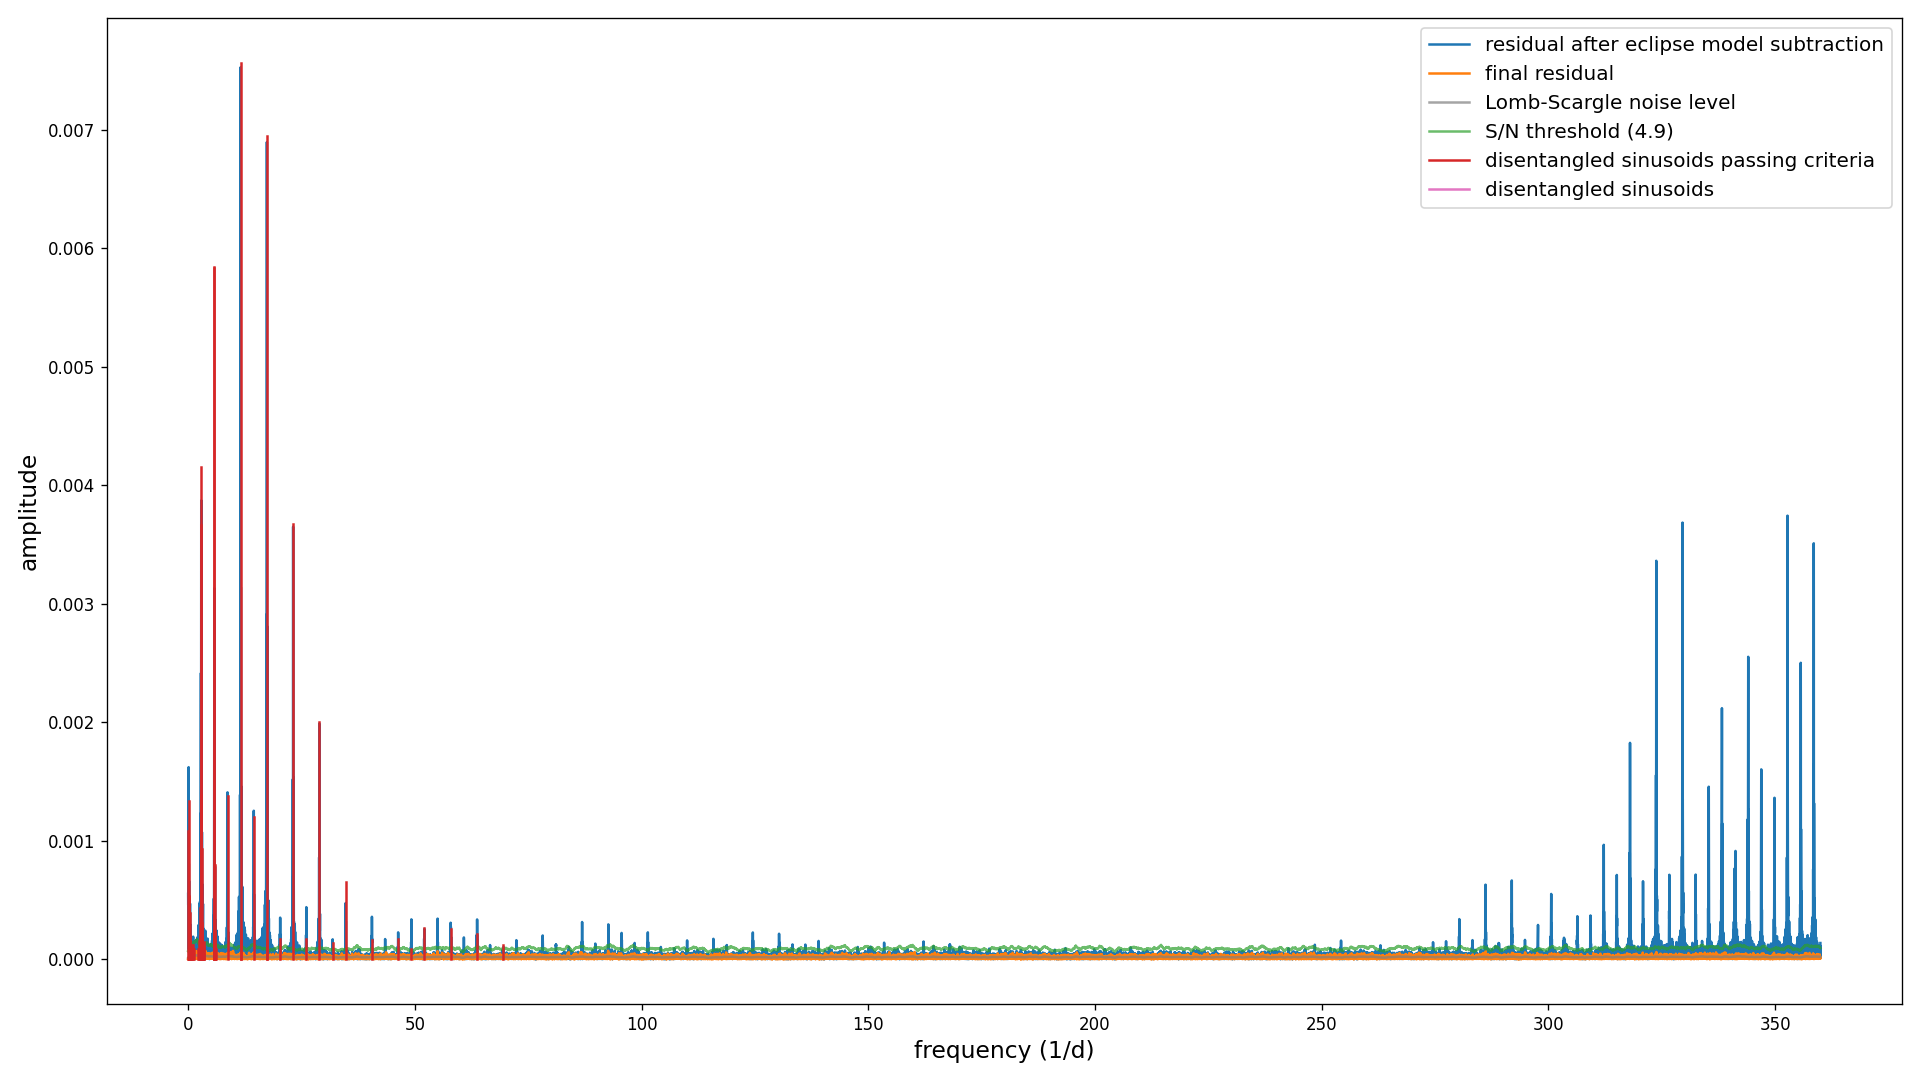 residual after eclipse model subtraction
final residual
Lomb-Scargle noise level
S/N threshold (4.9)
disentangled sinusoids passing criteria
disentangled sinusoids
0.007
0.006
0.005
0.004
0.003
0.002
0.001
0.000
amplitude
0 50 100 150 200 250 300 350
frequency (1/d)